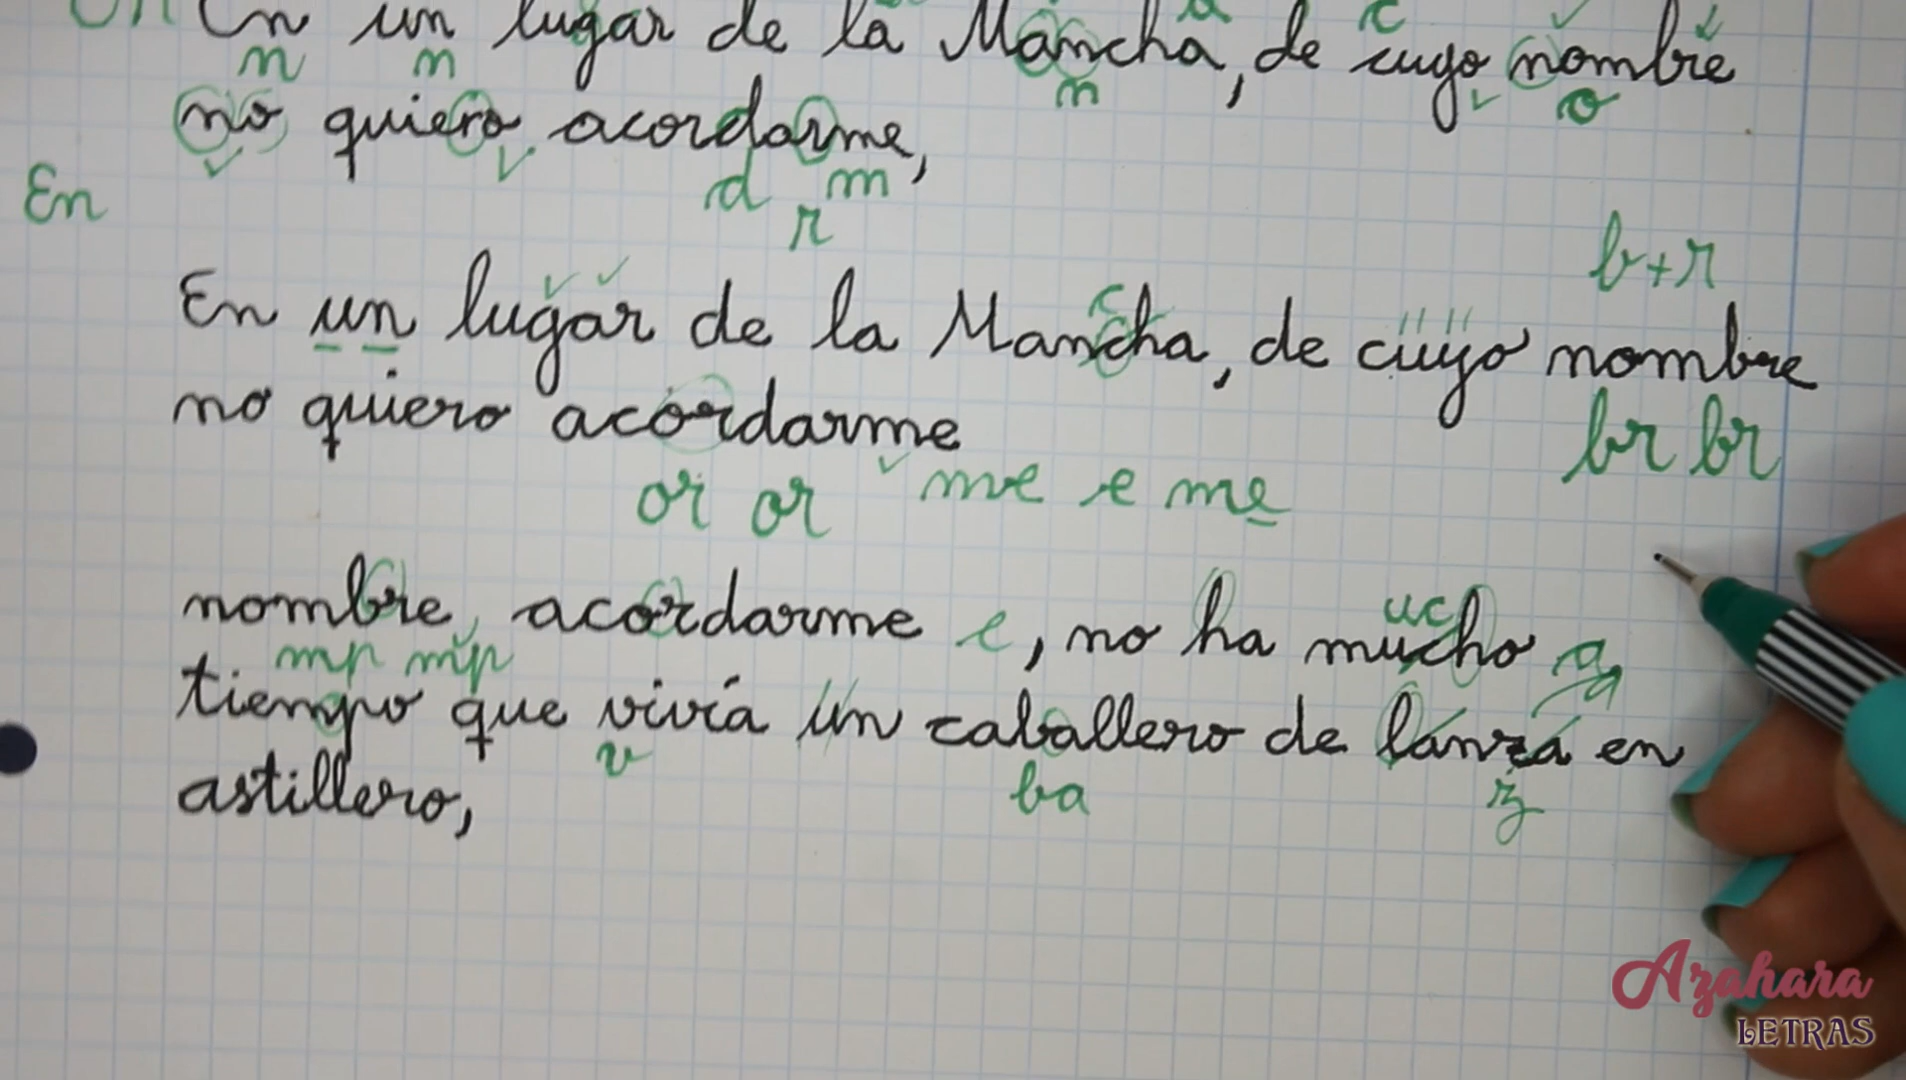 En un lugar de la Mancha, de cuyo nombre
n n n o
no quiero acordarme,
d r m
En
b+r
En un lugar de la Mancha, de cuyo nombre
no quiero acordarme
br br
or or me e me
nombre, acordarme e, no ha mucho a
uc
mp mp
tiempo que vivía un caballero de lanza en
v ba z
astillero,
Azahara
LETRAS